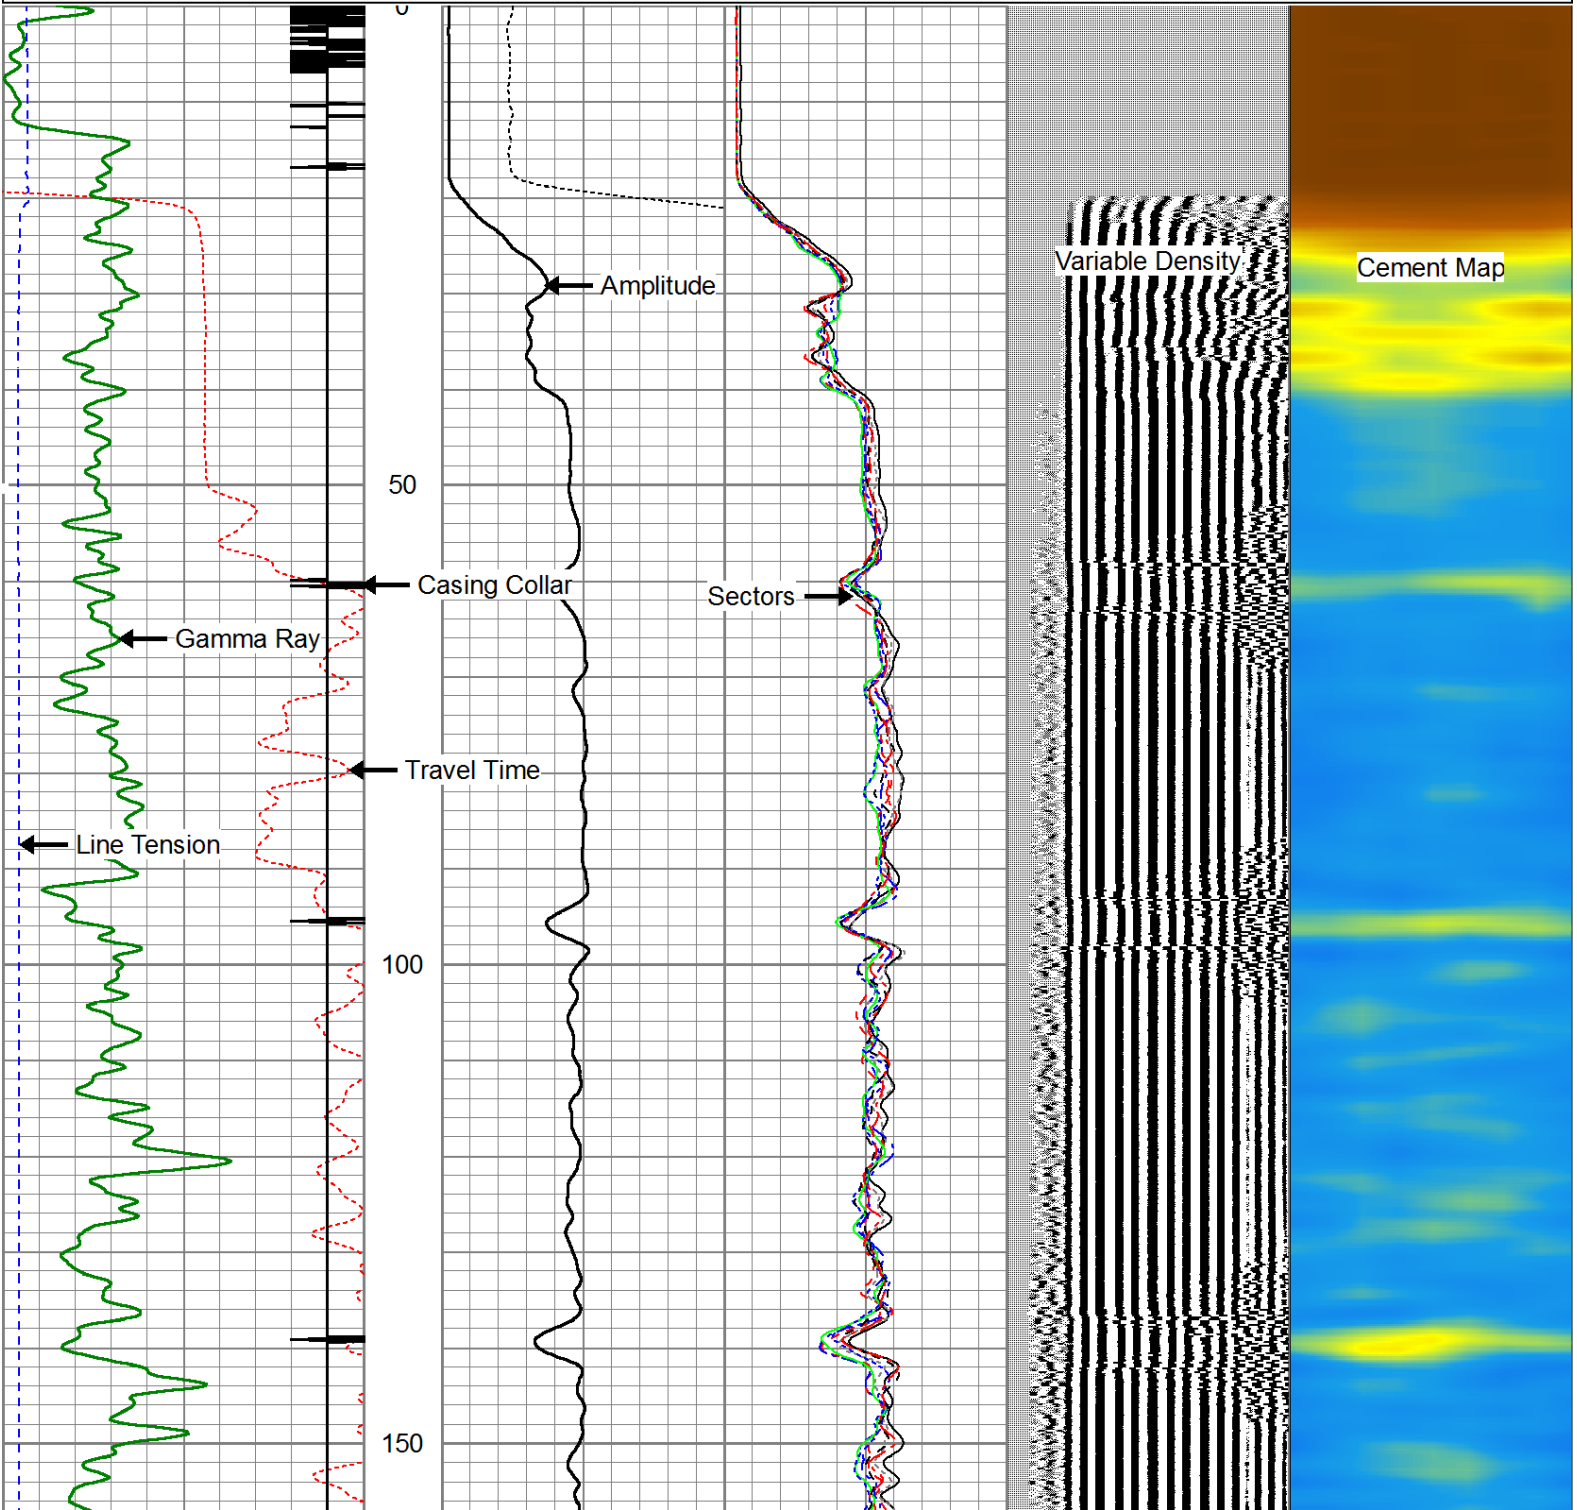 0
Variable Density
Cement Map
Amplitude
50
Casing Collar
Sectors
Gamma Ray
Travel Time
Line Tension
100
150